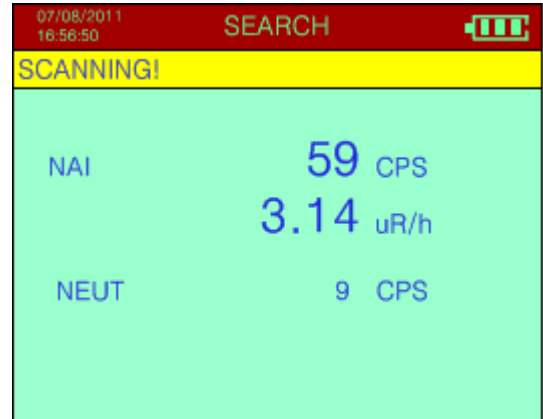 07/08/2011
16:56:50
SEARCH
SCANNING!
NAI 59 CPS
3.14 uR/h
NEUT 9 CPS